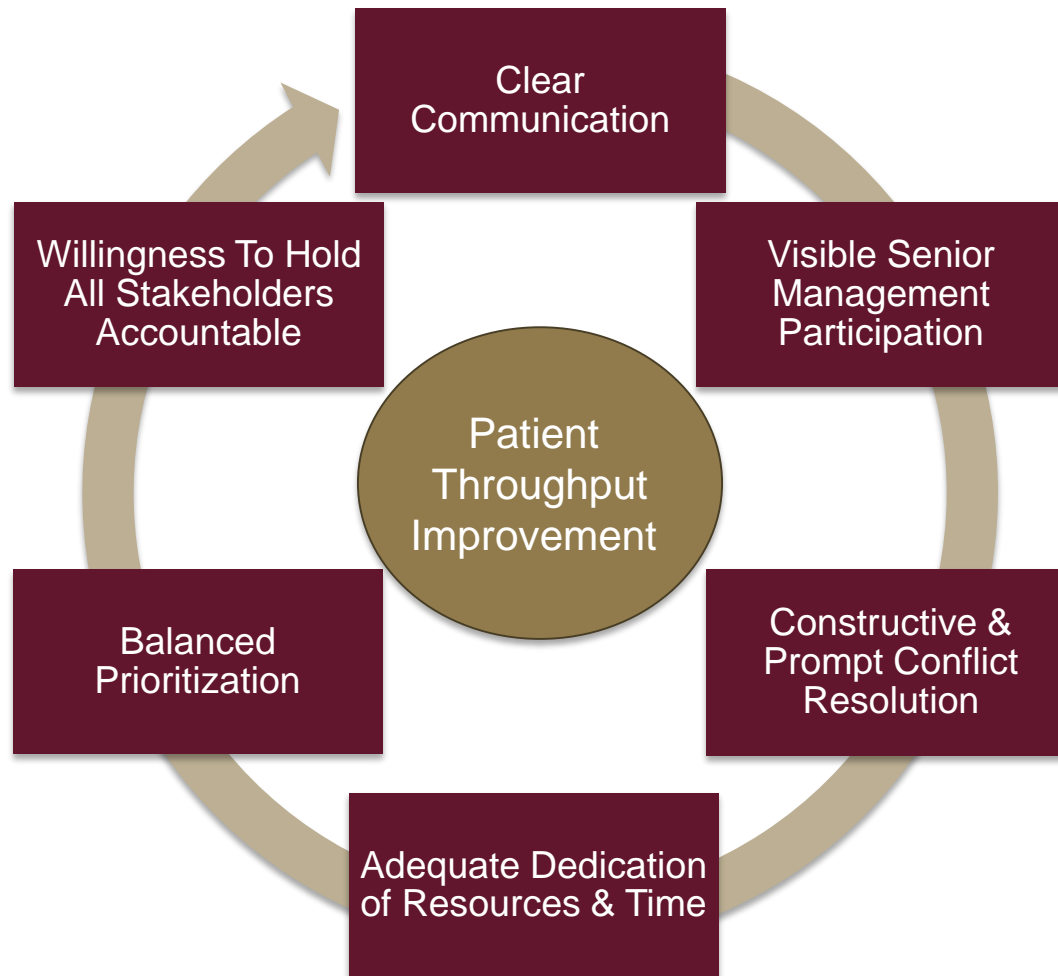 Clear
Communication
Visible Senior
Management
Participation
Constructive &
Prompt Conflict
Resolution
Adequate Dedication
of Resources & Time
Balanced
Prioritization
Willingness To Hold
All Stakeholders
Accountable
Patient
Throughput
Improvement